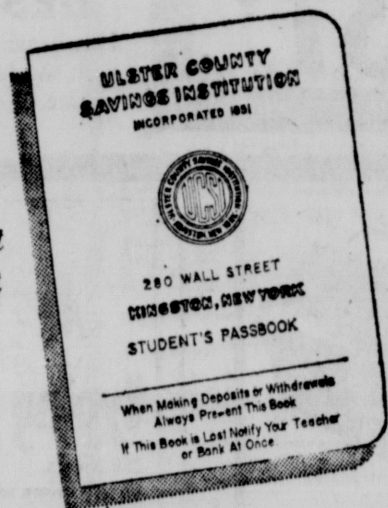 ULSTER COUNTY
SAVINGS INSTITUTION
INCORPORATED 1851
UCSI
280 WALL STREET
KINGSTON, NEW YORK
STUDENT'S PASSBOOK
When Making Deposits or Withdrawals
Always Present This Book
If This Book is Lost Notify Your Teacher
or Bank At Once